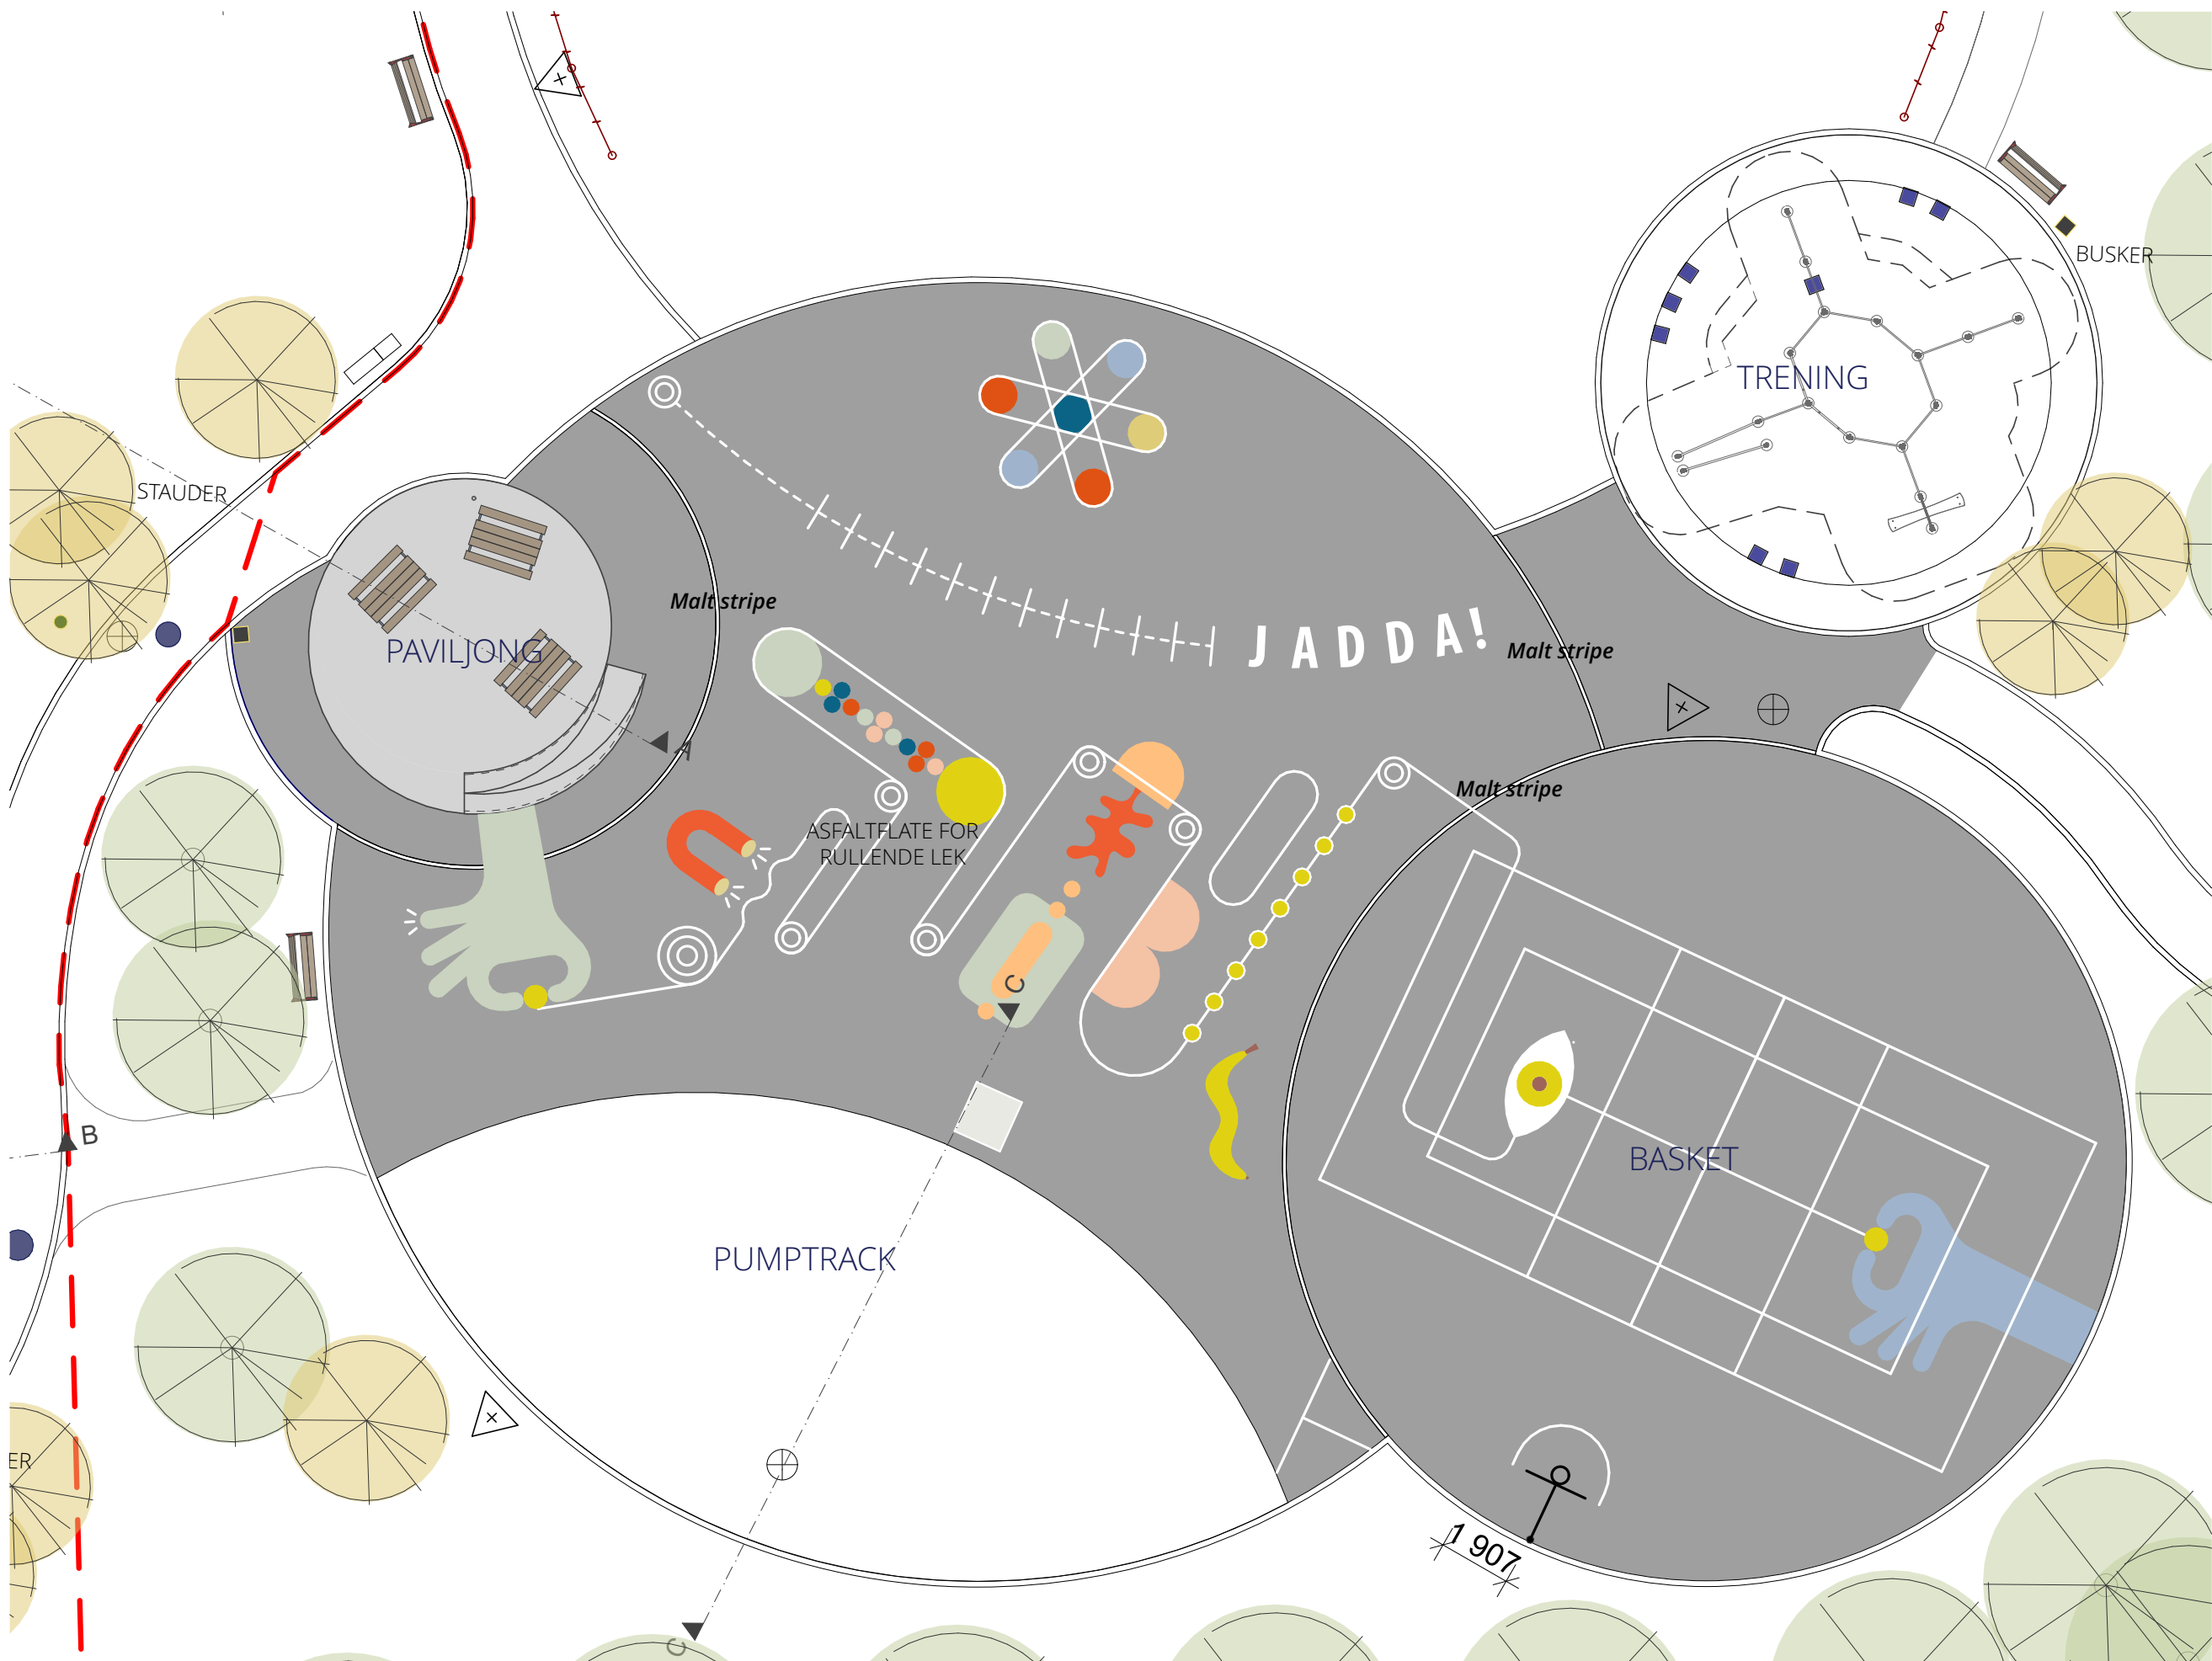 BUSKER
TRENING
STAUDER
Malt stripe
JADDA!
Malt stripe
PAVILJONG
A
Malt stripe
ASFALTFLATE FOR
RULLENDE LEK
C
B
BASKET
PUMPTRACK
ER
1 907
C